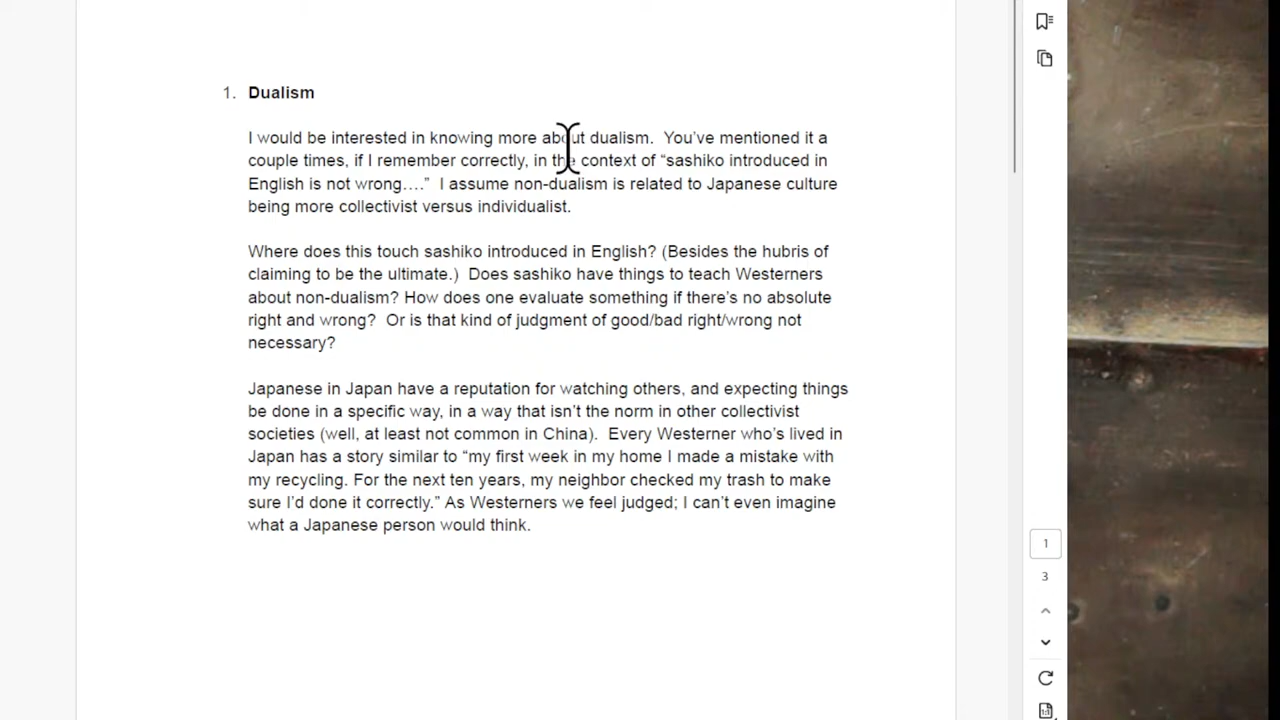 1. Dualism
I would be interested in knowing more about dualism.  You've mentioned it a
couple times, if I remember correctly, in the context of “sashiko introduced in
English is not wrong….”  I assume non-dualism is related to Japanese culture
being more collectivist versus individualist.
Where does this touch sashiko introduced in English? (Besides the hubris of
claiming to be the ultimate.)  Does sashiko have things to teach Westerners
about non-dualism? How does one evaluate something if there's no absolute
right and wrong?  Or is that kind of judgment of good/bad right/wrong not
necessary?
Japanese in Japan have a reputation for watching others, and expecting things
be done in a specific way, in a way that isn't the norm in other collectivist
societies (well, at least not common in China).  Every Westerner who's lived in
Japan has a story similar to “my first week in my home I made a mistake with
my recycling. For the next ten years, my neighbor checked my trash to make
sure I'd done it correctly.” As Westerners we feel judged; I can't even imagine
what a Japanese person would think.
1
3